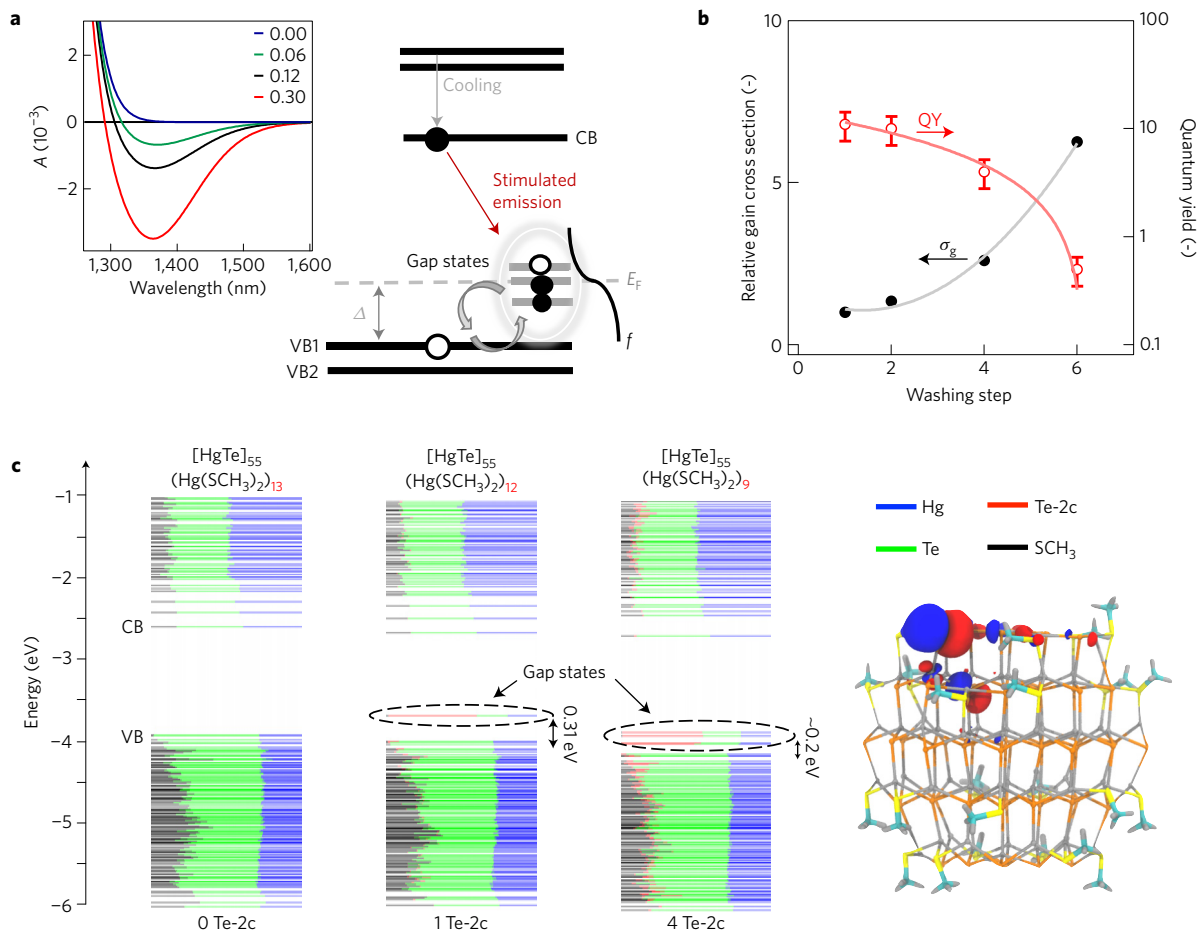 a
2
0
−2
A (10⁻³)
0.00
0.06
0.12
0.30
1,300 1,400 1,500 1,600
Wavelength (nm)
Cooling
CB
Stimulated
emission
Gap states
E_F
Δ
f
VB1
VB2
b
10
5
0
Relative gain cross section (-)
100
10
1
0.1
Quantum yield (-)
QY
σ_g
0 2 4 6
Washing step
c
[HgTe]₅₅
(Hg(SCH₃)₂)₁₃
[HgTe]₅₅
(Hg(SCH₃)₂)₁₂
[HgTe]₅₅
(Hg(SCH₃)₂)₉
−1
−2
−3
−4
−5
−6
Energy (eV)
CB
VB
Gap states
0.31 eV
~0.2 eV
0 Te-2c
1 Te-2c
4 Te-2c
Hg
Te-2c
Te
SCH₃